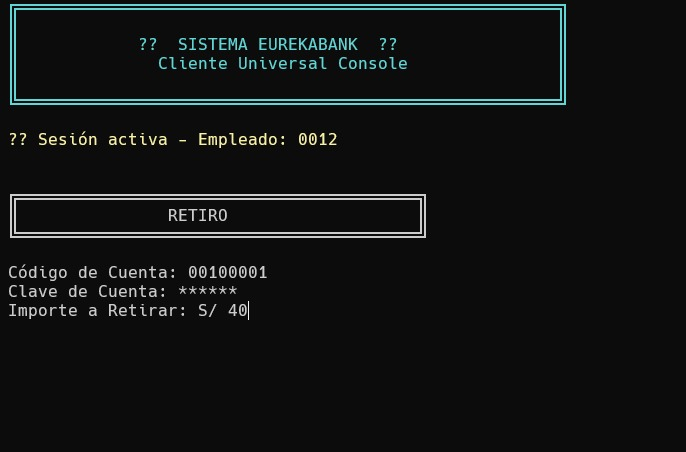 ?? SISTEMA EUREKABANK ??
Cliente Universal Console
?? Sesión activa - Empleado: 0012
RETIRO
Código de Cuenta: 00100001
Clave de Cuenta: ******
Importe a Retirar: S/ 40